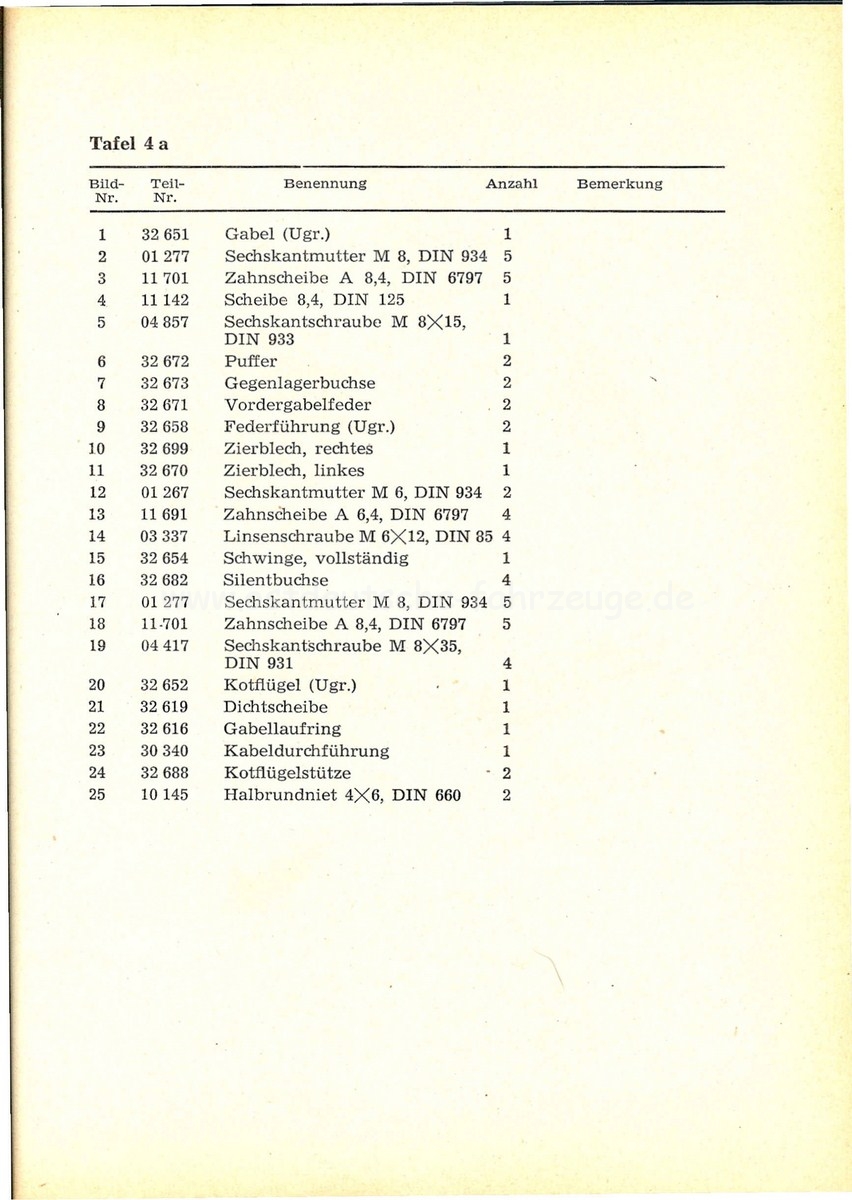 Tafel 4 a
Bild- Teil- Benennung Anzahl Bemerkung
Nr. Nr.
1 32 651 Gabel (Ugr.) 1
2 01 277 Sechskantmutter M 8, DIN 934 5
3 11 701 Zahnscheibe A 8,4, DIN 6797 5
4 11 142 Scheibe 8,4, DIN 125 1
5 04 857 Sechskantschraube M 8×15,
DIN 933 1
6 32 672 Puffer 2
7 32 673 Gegenlagerbuchse 2
8 32 671 Vordergabelfeder 2
9 32 658 Federführung (Ugr.) 2
10 32 699 Zierblech, rechtes 1
11 32 670 Zierblech, linkes 1
12 01 267 Sechskantmutter M 6, DIN 934 2
13 11 691 Zahnscheibe A 6,4, DIN 6797 4
14 03 337 Linsenschraube M 6×12, DIN 85 4
15 32 654 Schwinge, vollständig 1
16 32 682 Silentbuchse 4
17 01 277 Sechskantmutter M 8, DIN 934 5
18 11-701 Zahnscheibe A 8,4, DIN 6797 5
19 04 417 Sechskantschraube M 8×35,
DIN 931 4
20 32 652 Kotflügel (Ugr.) 1
21 32 619 Dichtscheibe 1
22 32 616 Gabellaufring 1
23 30 340 Kabeldurchführung 1
24 32 688 Kotflügelstütze 2
25 10 145 Halbrundniet 4×6, DIN 660 2